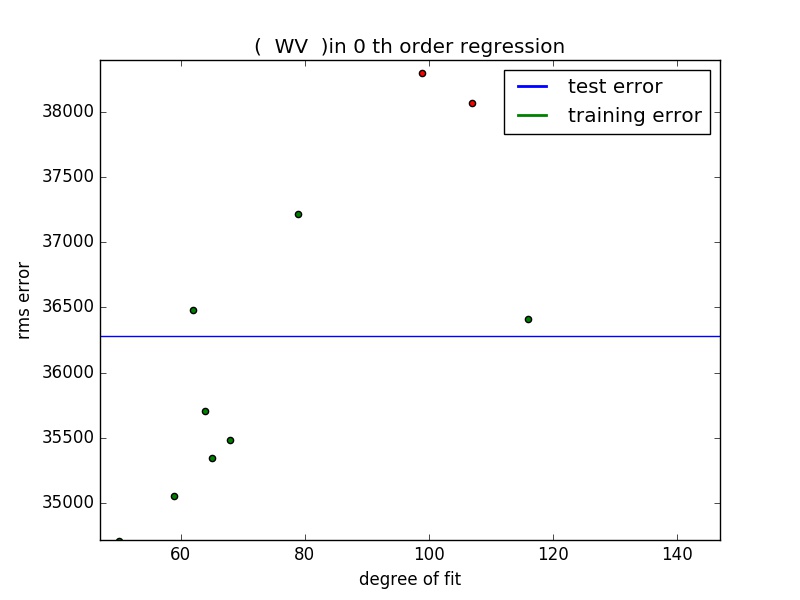 (  WV  )in 0 th order regression
test error
training error
38000
37500
37000
36500
36000
35500
35000
rms error
60 80 100 120 140
degree of fit